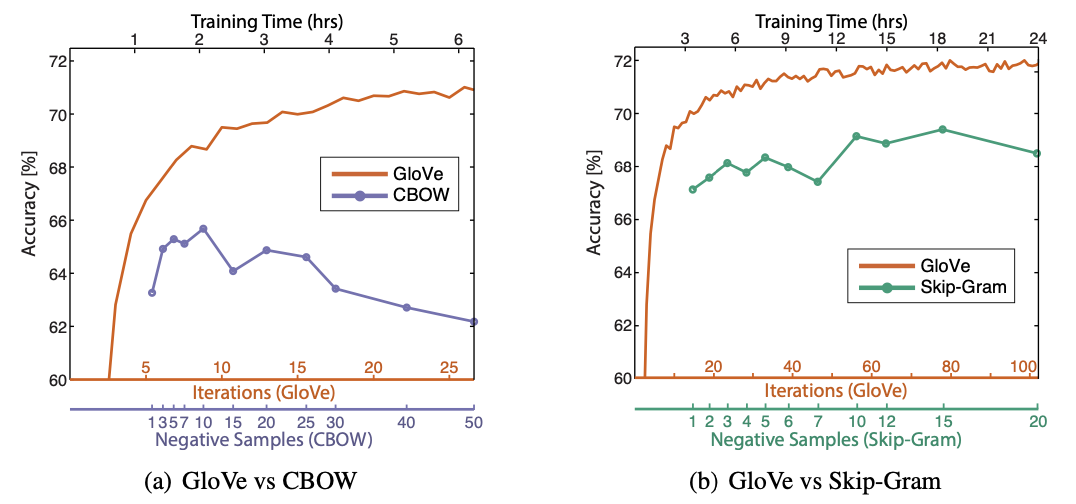 Training Time (hrs)
1 2 3 4 5 6
72
70
68
66
64
62
60
Accuracy [%]
GloVe
CBOW
5 10 15 20 25
Iterations (GloVe)
1 3 5 7 10 15 20 25 30 40 50
Negative Samples (CBOW)
(a) GloVe vs CBOW
Training Time (hrs)
3 6 9 12 15 18 21 24
72
70
68
66
64
62
60
Accuracy [%]
GloVe
Skip-Gram
20 40 60 80 100
Iterations (GloVe)
1 2 3 4 5 6 7 10 12 15 20
Negative Samples (Skip-Gram)
(b) GloVe vs Skip-Gram